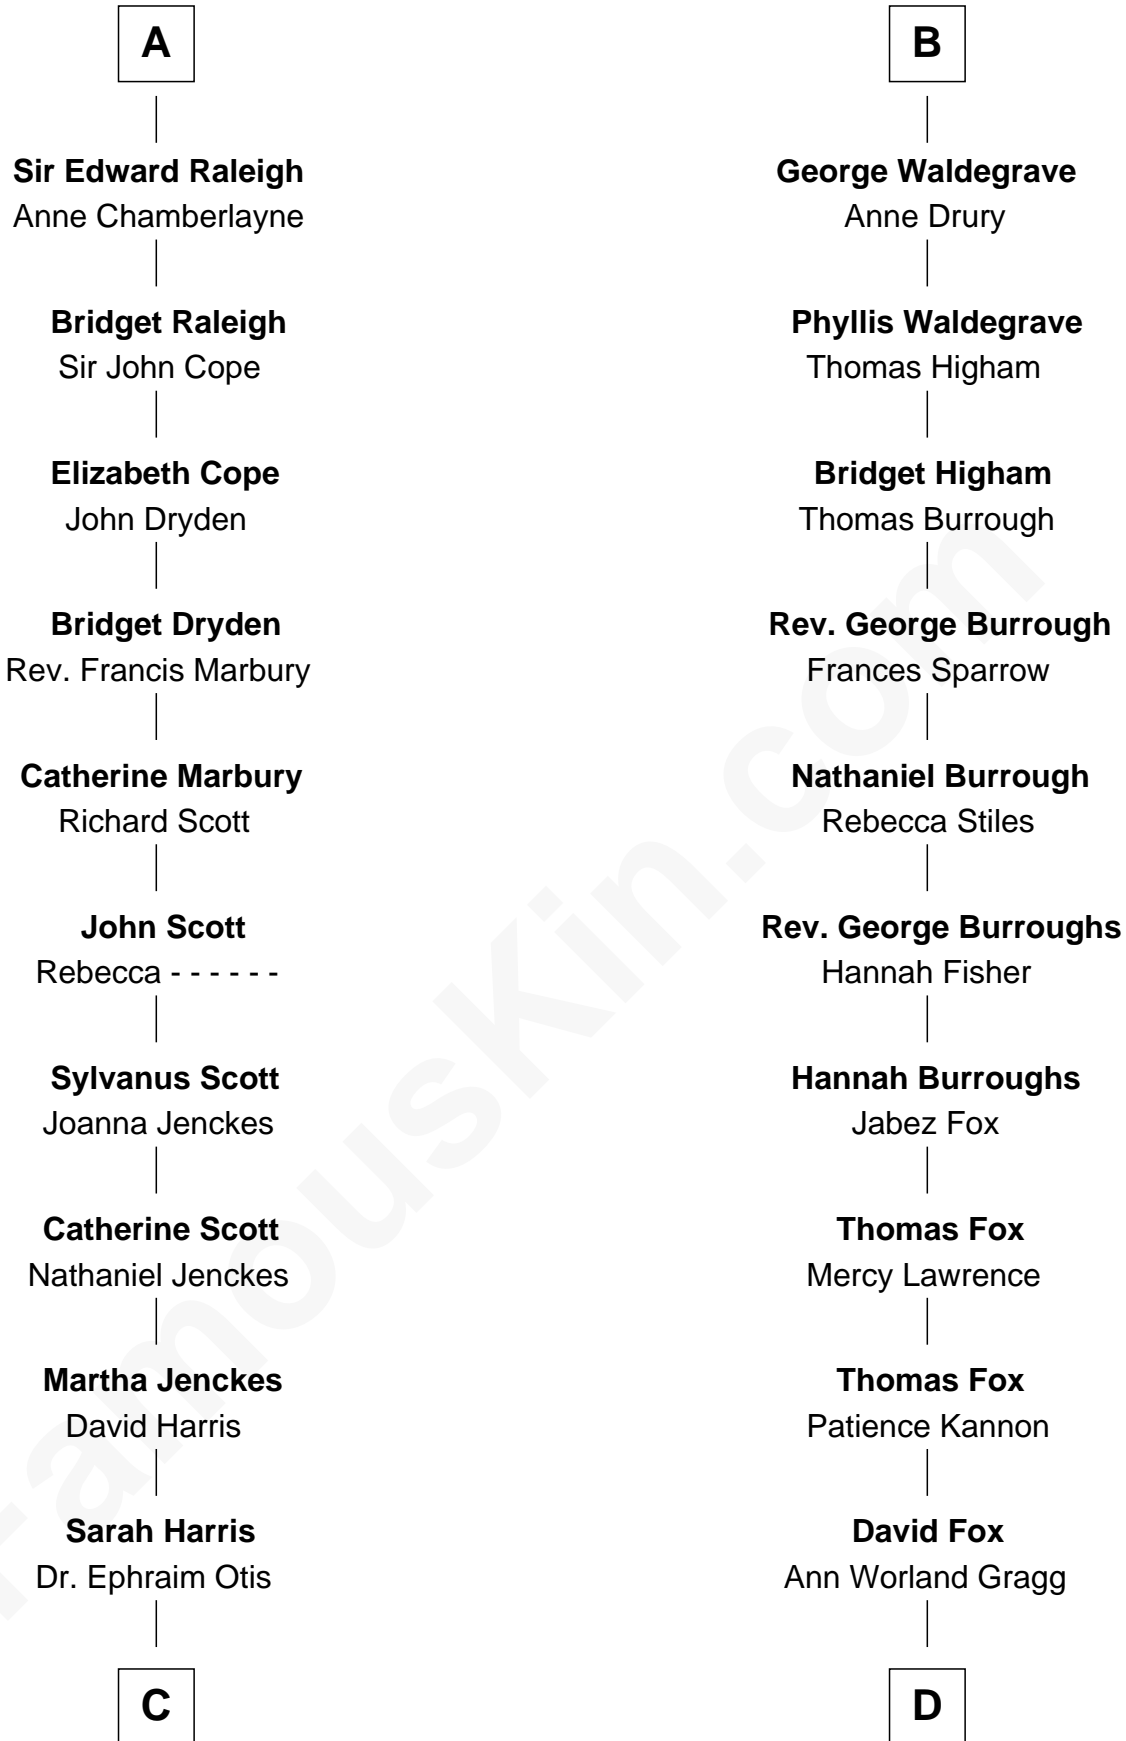 A
Sir Edward Raleigh
Anne Chamberlayne
Bridget Raleigh
Sir John Cope
Elizabeth Cope
John Dryden
Bridget Dryden
Rev. Francis Marbury
Catherine Marbury
Richard Scott
John Scott
Rebecca - - - - - -
Sylvanus Scott
Joanna Jenckes
Catherine Scott
Nathaniel Jenckes
Martha Jenckes
David Harris
Sarah Harris
Dr. Ephraim Otis
C
B
George Waldegrave
Anne Drury
Phyllis Waldegrave
Thomas Higham
Bridget Higham
Thomas Burrough
Rev. George Burrough
Frances Sparrow
Nathaniel Burrough
Rebecca Stiles
Rev. George Burroughs
Hannah Fisher
Hannah Burroughs
Jabez Fox
Thomas Fox
Mercy Lawrence
Thomas Fox
Patience Kannon
David Fox
Ann Worland Gragg
D
FamousKin.com